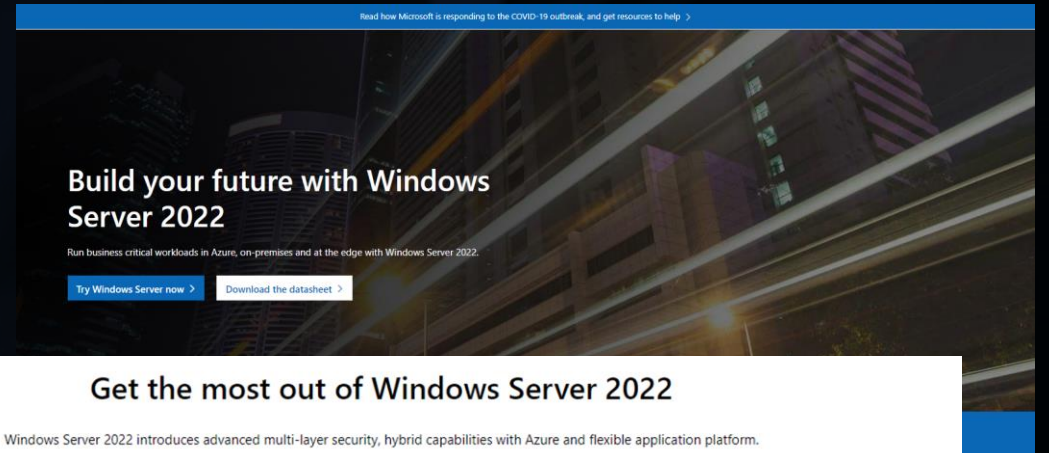 Read how Microsoft is responding to the COVID-19 outbreak, and get resources to help >
Build your future with Windows
Server 2022
Run business critical workloads in Azure, on-premises and at the edge with Windows Server 2022.
Try Windows Server now >
Download the datasheet >
Get the most out of Windows Server 2022
Windows Server 2022 introduces advanced multi-layer security, hybrid capabilities with Azure and flexible application platform.